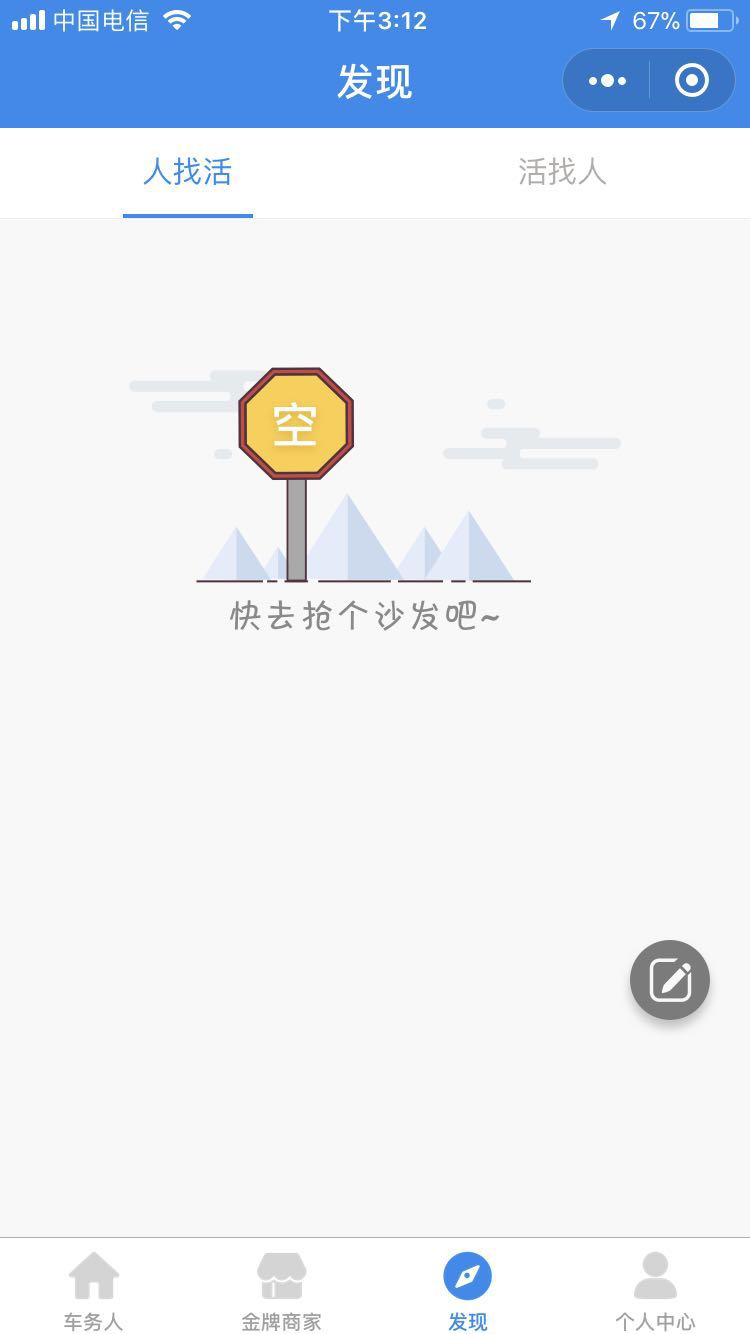 中国电信 下午3:12 67%
发现
人找活 活找人
空
快去抢个沙发吧~
车务人 金牌商家 发现 个人中心